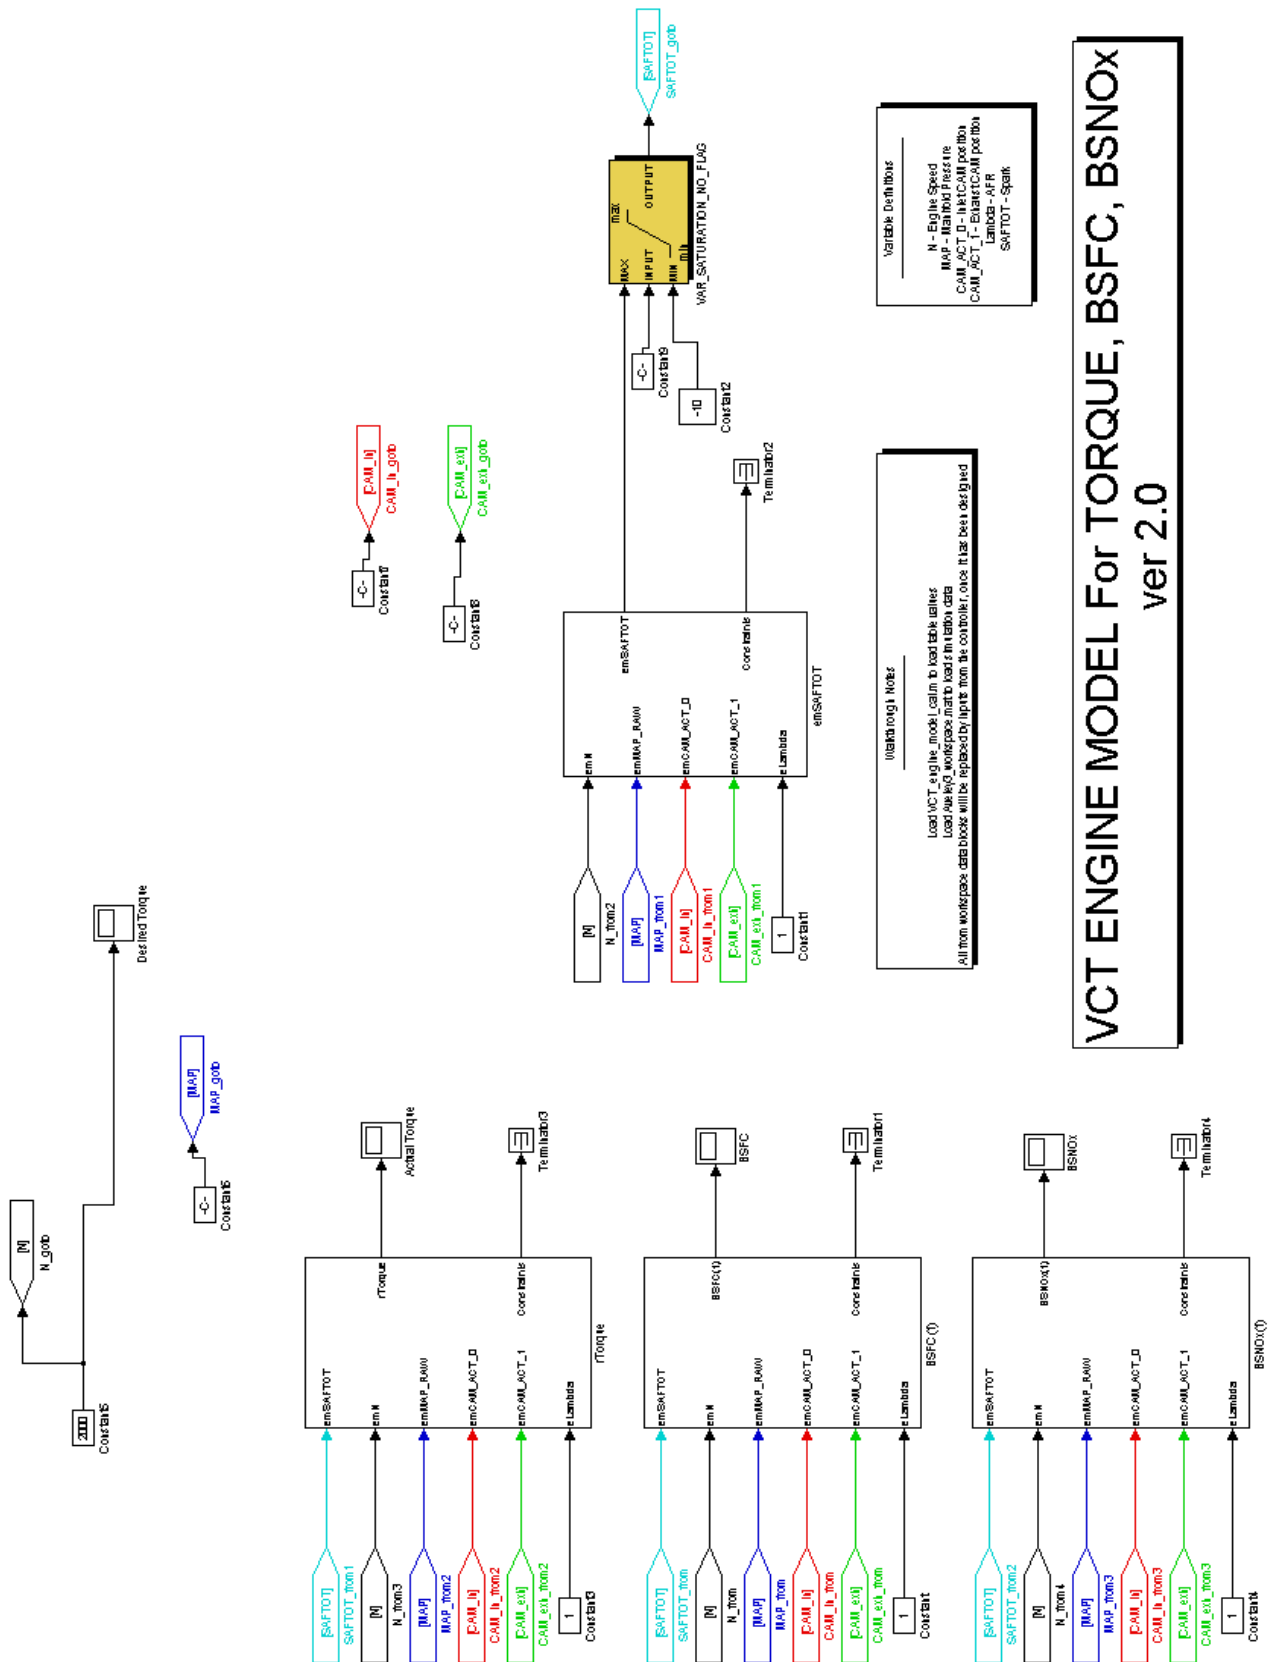 [N]
N_goto
2000
Constant5
Desired Torque
-C-
Constant6
[MAP]
MAP_goto
[SAFTOT]
SAFTOT_from1
[N]
N_from3
[MAP]
MAP_from2
[CAM_in]
CAM_in_from2
[CAM_exh]
CAM_exh_from2
1
Constant3
emSAFTOT
emN
emMAP_RAW
emCAM_ACT_0
emCAM_ACT_1
eLambda
rTorque
Constraints
rTorque
Actual Torque
Terminator3
-C-
Constant7
[CAM_in]
CAM_in_goto
-C-
Constant8
[CAM_exh]
CAM_exh_goto
[N]
N_from2
[MAP]
MAP_from1
[CAM_in]
CAM_in_from1
[CAM_exh]
CAM_exh_from1
1
Constant1
emN
emMAP_RAW
emCAM_ACT_0
emCAM_ACT_1
eLambda
emSAFTOT
Constraints
emSAFTOT
Terminator2
-C-
Constant9
-10
Constant2
MAX
INPUT
MIN
max
min
OUTPUT
VAR_SATURATION_NO_FLAG
[SAFTOT]
SAFTOT_goto
[SAFTOT]
SAFTOT_from
[N]
N_from
[MAP]
MAP_from
[CAM_in]
CAM_in_from
[CAM_exh]
CAM_exh_from
1
Constant
emSAFTOT
emN
emMAP_RAW
emCAM_ACT_0
emCAM_ACT_1
eLambda
BSFC(1)
Constraints
BSFC(1)
BSFC
Terminator1
[SAFTOT]
SAFTOT_from2
[N]
N_from4
[MAP]
MAP_from3
[CAM_in]
CAM_in_from3
[CAM_exh]
CAM_exh_from3
1
Constant4
emSAFTOT
emN
emMAP_RAW
emCAM_ACT_0
emCAM_ACT_1
eLambda
BSNOx(1)
Constraints
BSNOx(1)
BSNOx
Terminator4
Walkthrough Notes
Load VCT_engine_model_cal.m to load table values
Load to load simulation data
All from workspace data blocks will be replaced by inputs from the controller, once it has been designed
Variable Definitions
N - Engine Speed
MAP - Manifold Pressure
CAM_ACT_0 - Inlet CAM position
CAM_ACT_1 - Exhaust CAM position
Lambda - AFR
SAFTOT - Spark
VCT ENGINE MODEL For TORQUE, BSFC, BSNOx
ver 2.0